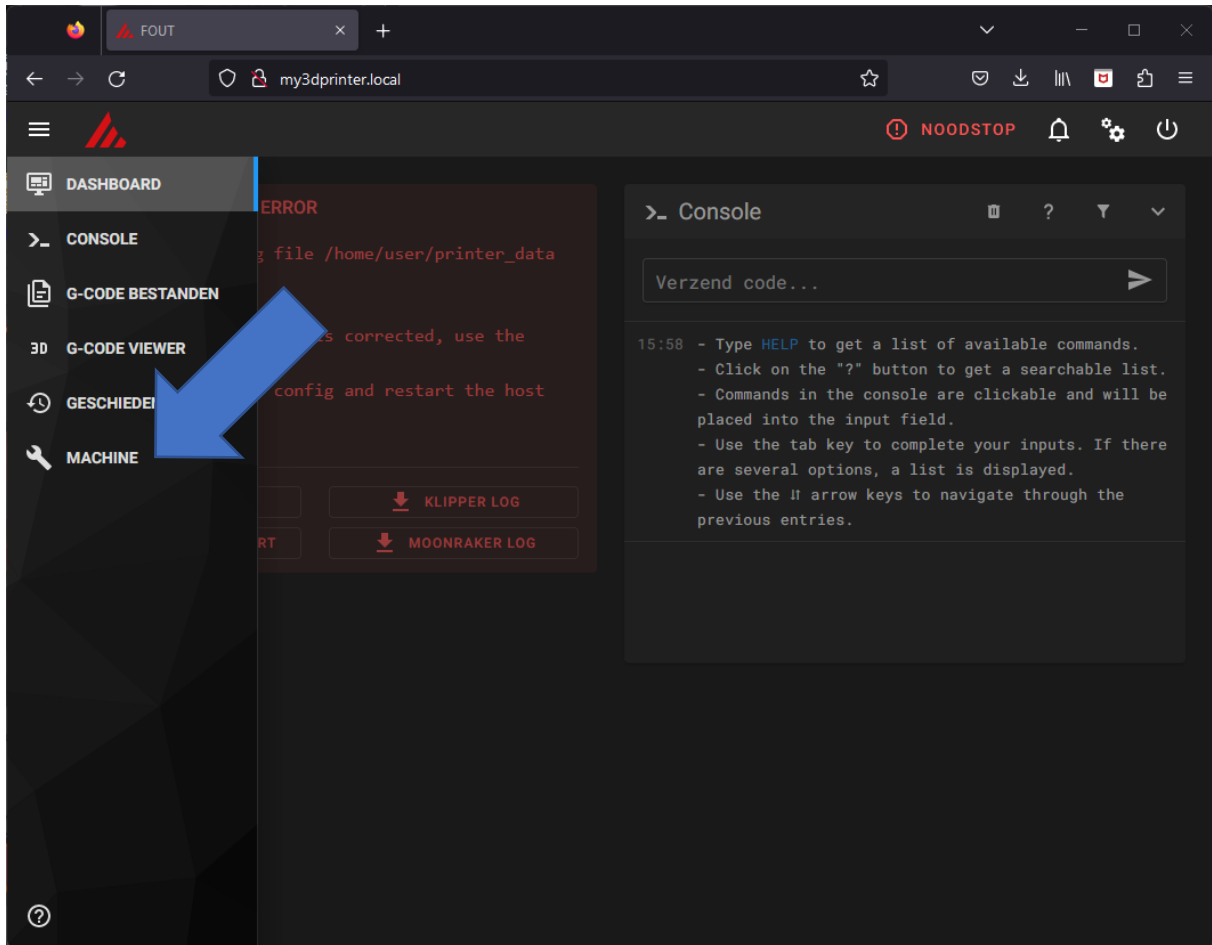 FOUT
my3dprinter.local
NOODSTOP
DASHBOARD
CONSOLE
G-CODE BESTANDEN
3D G-CODE VIEWER
MACHINE
ERROR
file /home/user/printer_data
corrected, use the
config and restart the host
KLIPPER LOG
MOONRAKER LOG
Console
?
Verzend code...
15:58 - Type HELP to get a list of available commands.
- Click on the "?" button to get a searchable list.
- Commands in the console are clickable and will be
placed into the input field.
- Use the tab key to complete your inputs. If there
are several options, a list is displayed.
- Use the ⇅ arrow keys to navigate through the
previous entries.